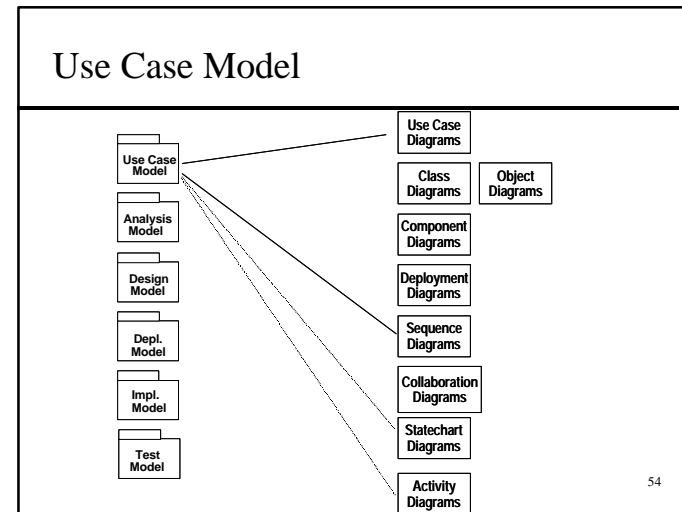 Use Case Model
Use Case
Model
Analysis
Model
Design
Model
Depl.
Model
Impl.
Model
Test
Model
Use Case
Diagrams
Class
Diagrams
Object
Diagrams
Component
Diagrams
Deployment
Diagrams
Sequence
Diagrams
Collaboration
Diagrams
Statechart
Diagrams
Activity
Diagrams
54